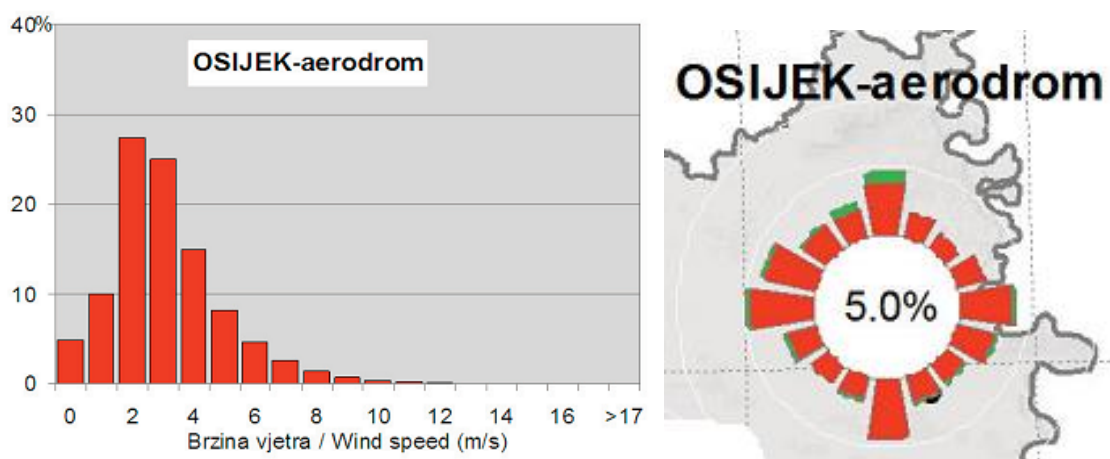 40%
OSIJEK-aerodrom
30
20
10
0
0 2 4 6 8 10 12 14 16 >17
Brzina vjetra / Wind speed (m/s)
OSIJEK-aerodrom
5.0%